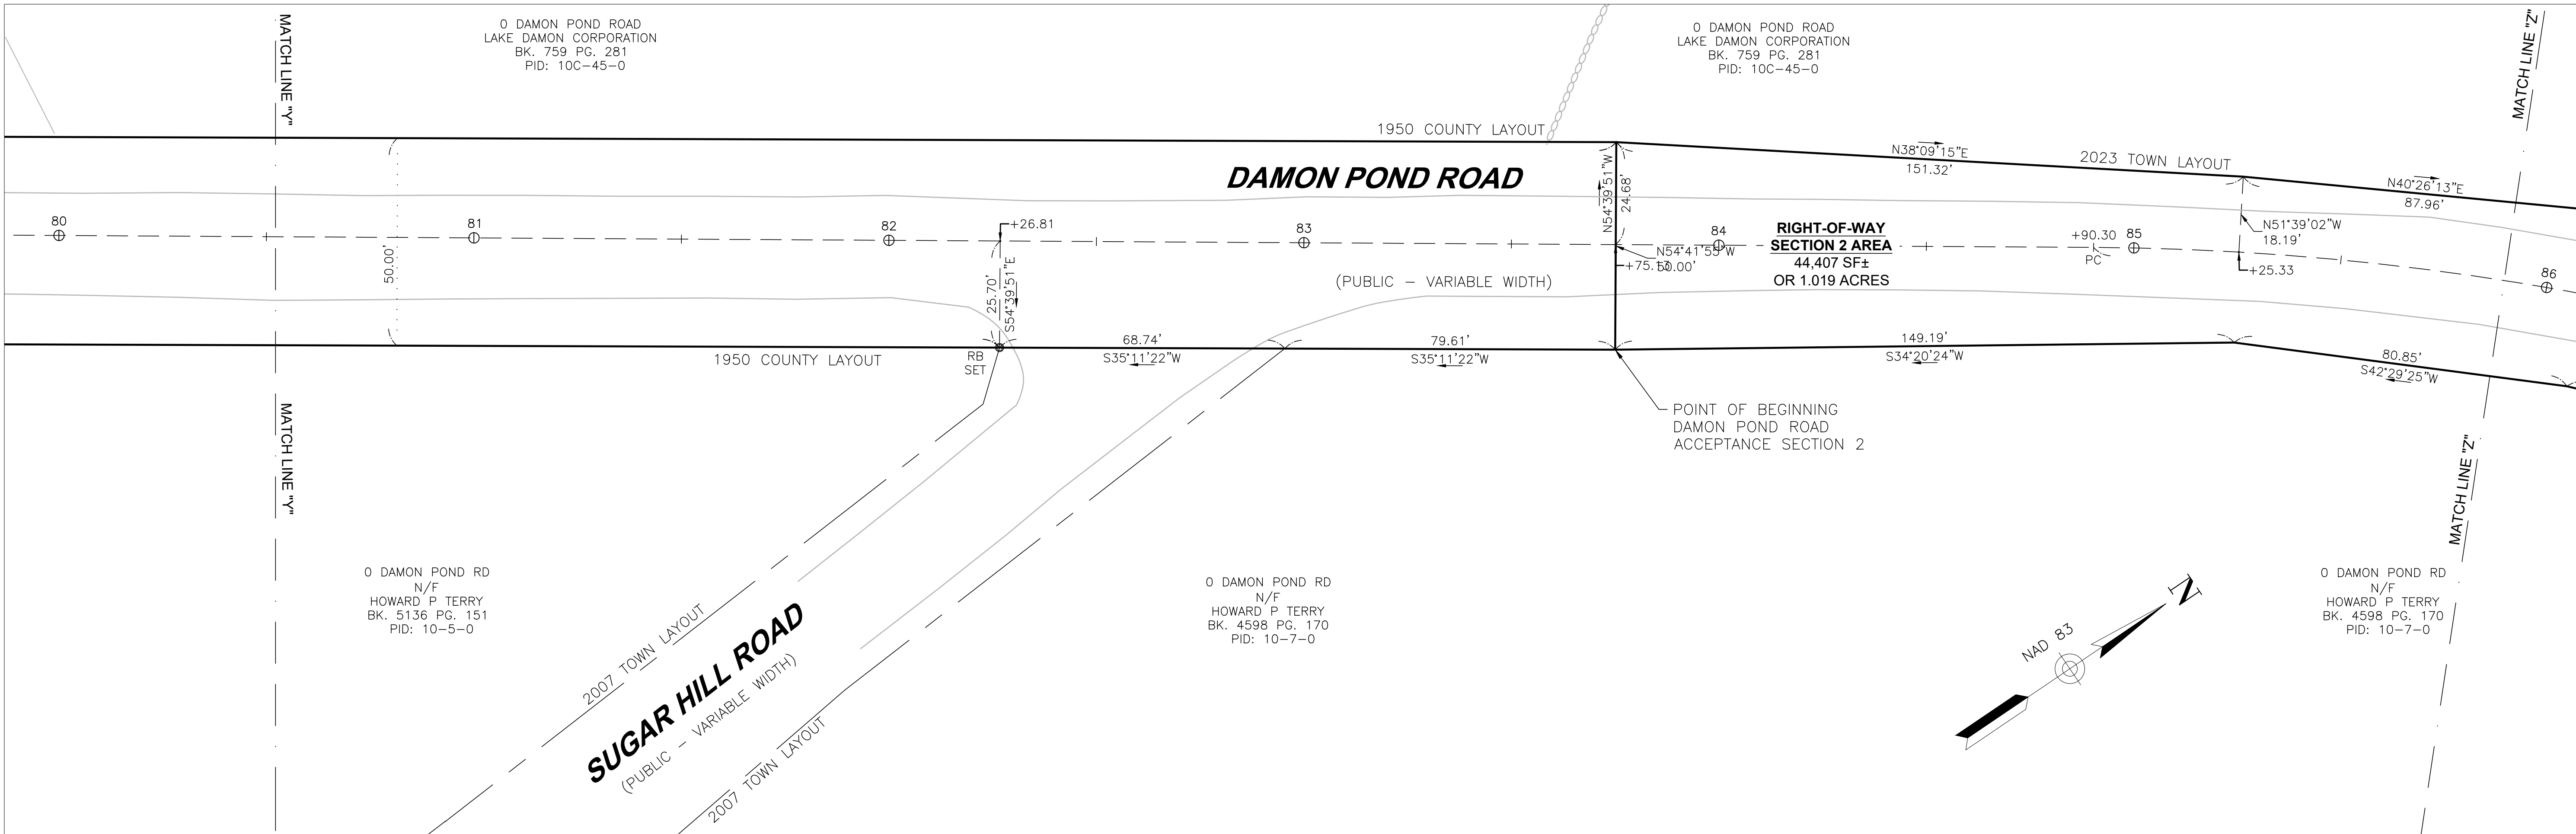 MATCH LINE "Y"
0 DAMON POND ROAD
LAKE DAMON CORPORATION
BK. 759 PG. 281
PID: 10C-45-0
0 DAMON POND ROAD
LAKE DAMON CORPORATION
BK. 759 PG. 281
PID: 10C-45-0
MATCH LINE "Z"
1950 COUNTY LAYOUT
DAMON POND ROAD
N38°09'15"E
151.32'
2023 TOWN LAYOUT
N40°26'13"E
87.96'
N54°39'51"W
24.68'
80
81
82
+26.81
83
84
+90.30
PC
85
86
50.00'
25.70'
S54°39'51"E
N54°41'55"W
50.00'
+75.13
RIGHT-OF-WAY
SECTION 2 AREA
44,407 SF±
OR 1.019 ACRES
N51°39'02"W
18.19'
+25.33
(PUBLIC - VARIABLE WIDTH)
1950 COUNTY LAYOUT
RB
SET
68.74'
S35°11'22"W
79.61'
S35°11'22"W
149.19'
S34°20'24"W
80.85'
S42°29'25"W
MATCH LINE "Y"
POINT OF BEGINNING
DAMON POND ROAD
ACCEPTANCE SECTION 2
MATCH LINE "Z"
0 DAMON POND RD
N/F
HOWARD P TERRY
BK. 5136 PG. 151
PID: 10-5-0
0 DAMON POND RD
N/F
HOWARD P TERRY
BK. 4598 PG. 170
PID: 10-7-0
0 DAMON POND RD
N/F
HOWARD P TERRY
BK. 4598 PG. 170
PID: 10-7-0
2007 TOWN LAYOUT
SUGAR HILL ROAD
(PUBLIC - VARIABLE WIDTH)
2007 TOWN LAYOUT
NAD 83
N